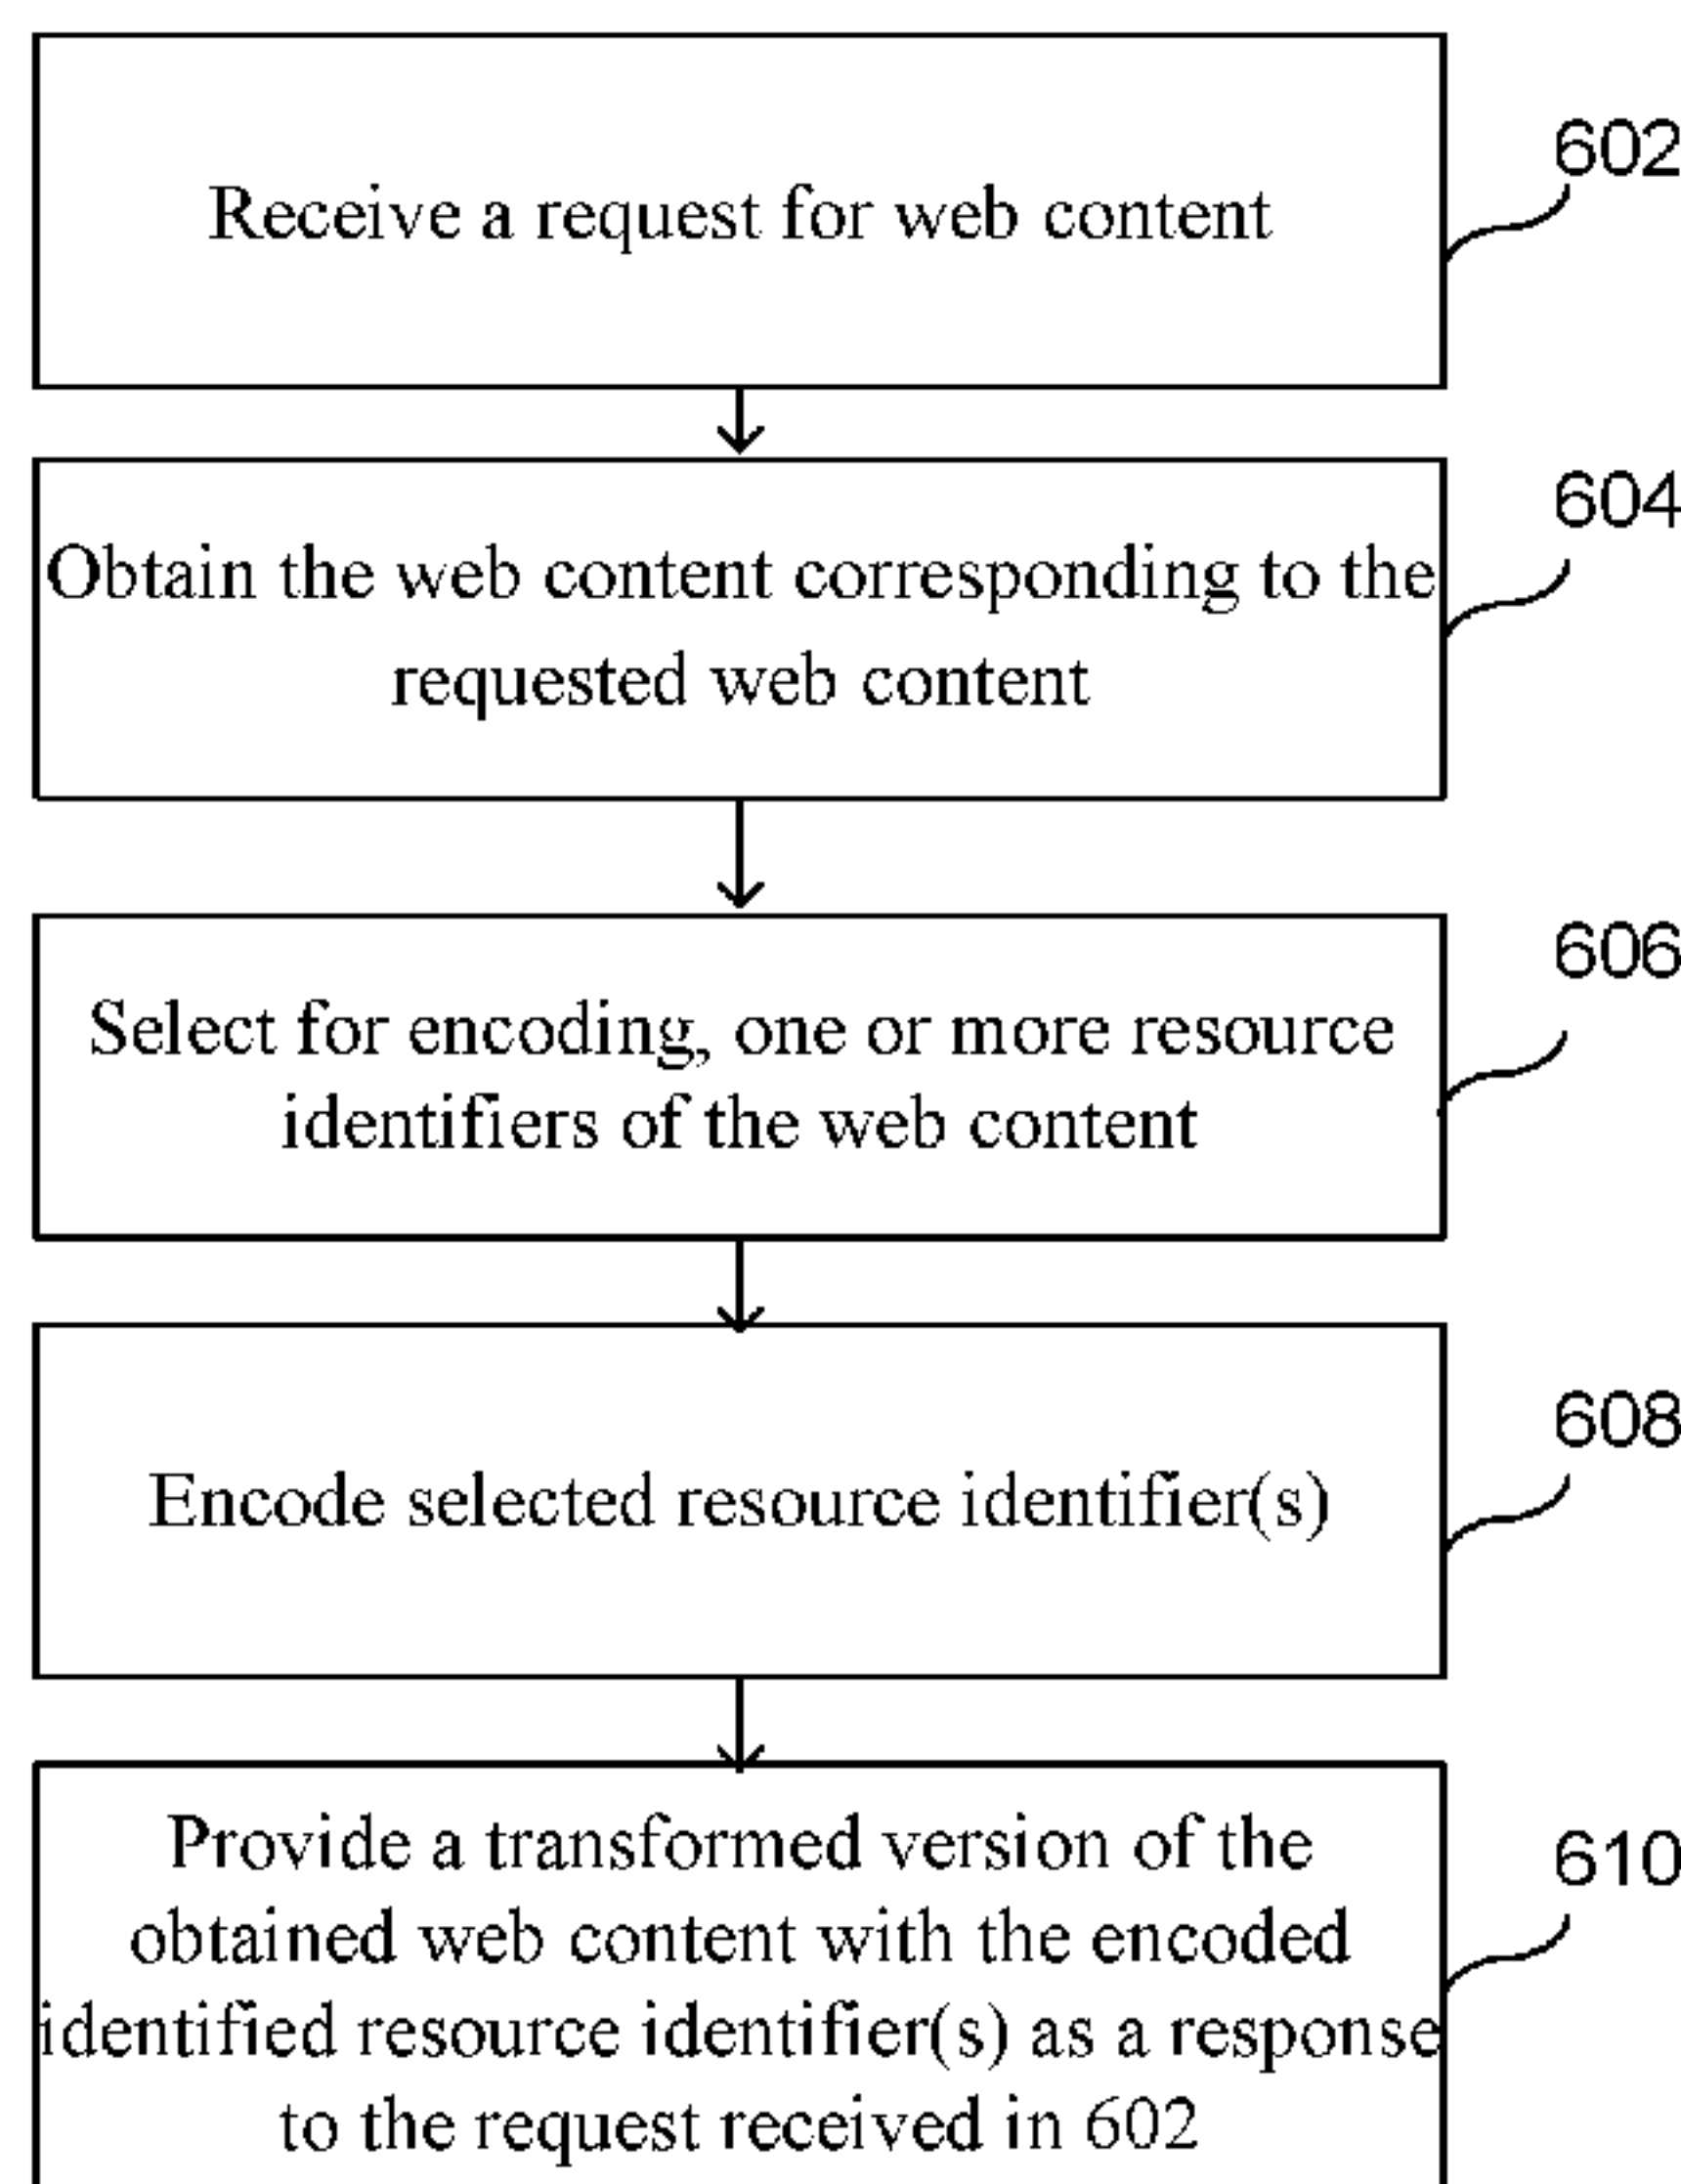 602
Receive a request for web content
604
Obtain the web content corresponding to the
requested web content
606
Select for encoding, one or more resource
identifiers of the web content
608
Encode selected resource identifier(s)
610
Provide a transformed version of the
obtained web content with the encoded
identified resource identifier(s) as a response
to the request received in 602